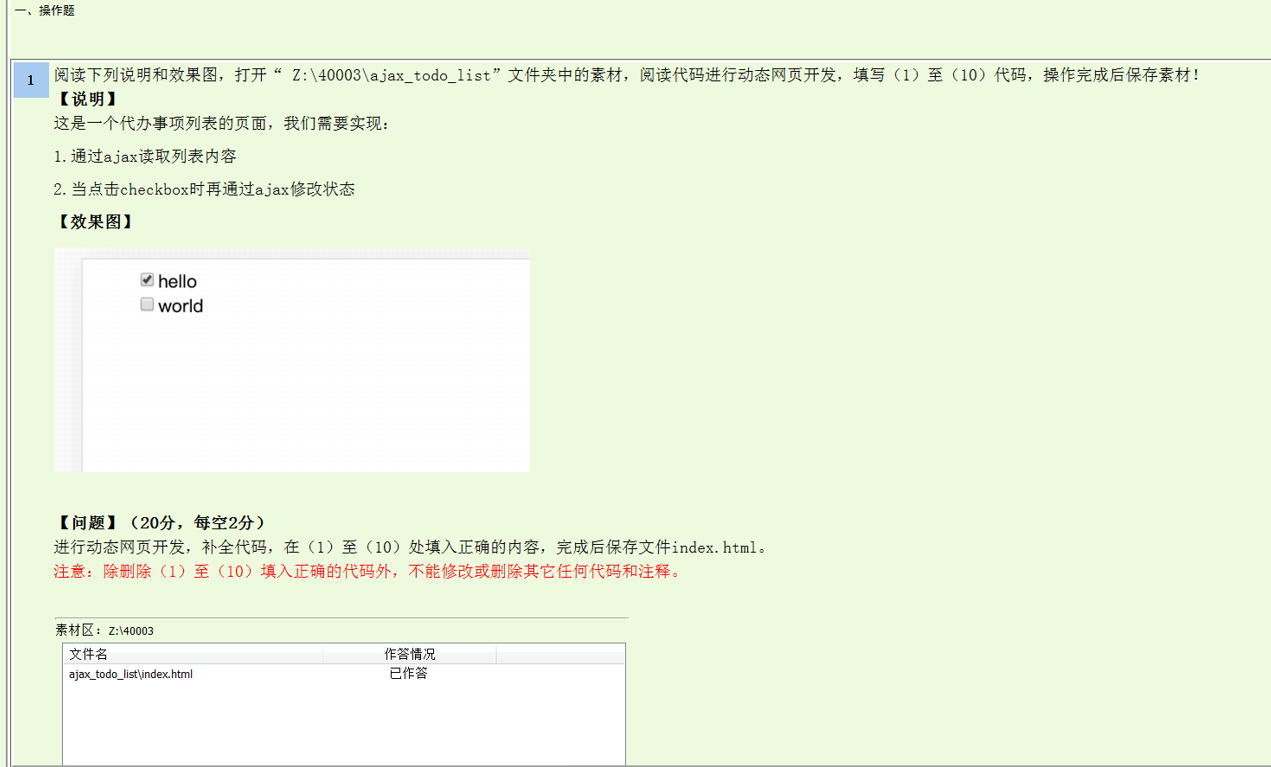 一、操作题
1 阅读下列说明和效果图，打开“ Z:\40003\ajax_todo_list”文件夹中的素材，阅读代码进行动态网页开发，填写（1）至（10）代码，操作完成后保存素材！
【说明】
这是一个代办事项列表的页面，我们需要实现：
1.通过ajax读取列表内容
2.当点击checkbox时再通过ajax修改状态
【效果图】
hello
world
【问题】（20分，每空2分）
进行动态网页开发，补全代码，在（1）至（10）处填入正确的内容，完成后保存文件index.html。
注意：除删除（1）至（10）填入正确的代码外，不能修改或删除其它任何代码和注释。
素材区：Z:\40003
文件名 作答情况
ajax_todo_list\index.html 已作答